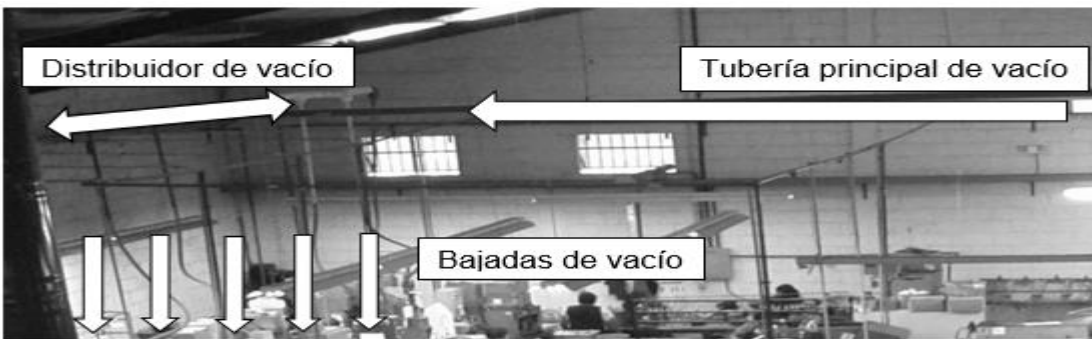 Distribuidor de vacío
Tubería principal de vacío
Bajadas de vacío